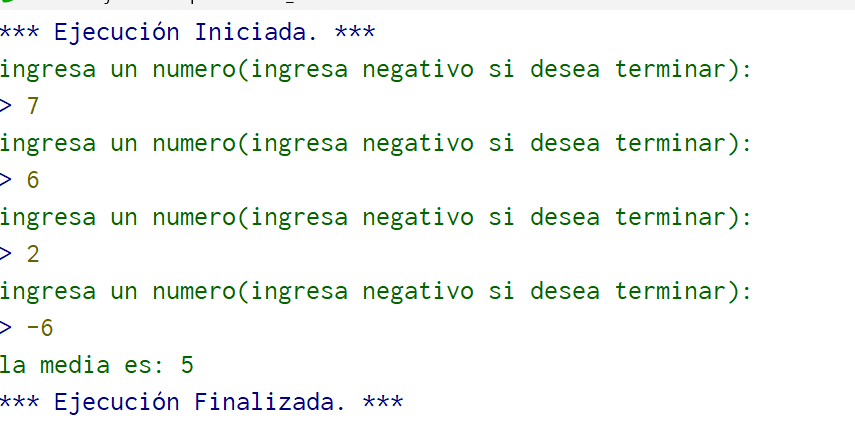 *** Ejecución Iniciada. ***
ingresa un numero(ingresa negativo si desea terminar):
> 7
ingresa un numero(ingresa negativo si desea terminar):
> 6
ingresa un numero(ingresa negativo si desea terminar):
> 2
ingresa un numero(ingresa negativo si desea terminar):
> -6
la media es: 5
*** Ejecución Finalizada. ***